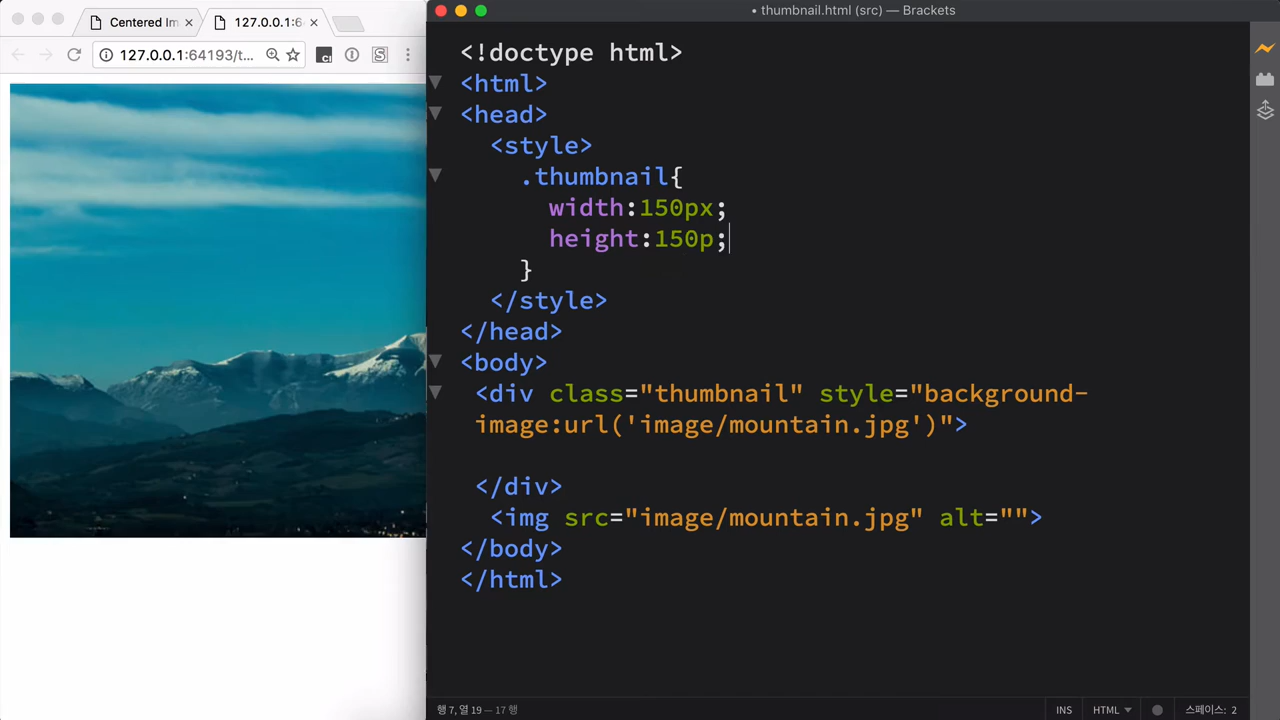 Centered Im
127.0.0.1:6
127.0.0.1:64193/t...
• thumbnail.html (src) — Brackets
<!doctype html>
<html>
<head>
<style>
.thumbnail{
width:150px;
height:150p;
}
</style>
</head>
<body>
<div class="thumbnail" style="background-
image:url('image/mountain.jpg')">
</div>
<img src="image/mountain.jpg" alt="">
</body>
</html>
행 7, 열 19 — 17 행
INS
HTML
스페이스: 2